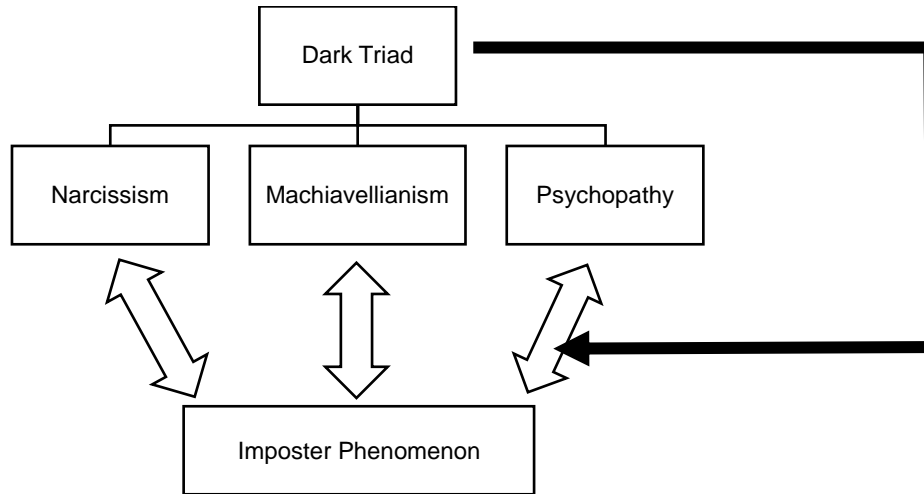 Dark Triad
Narcissism
Machiavellianism
Psychopathy
Imposter Phenomenon